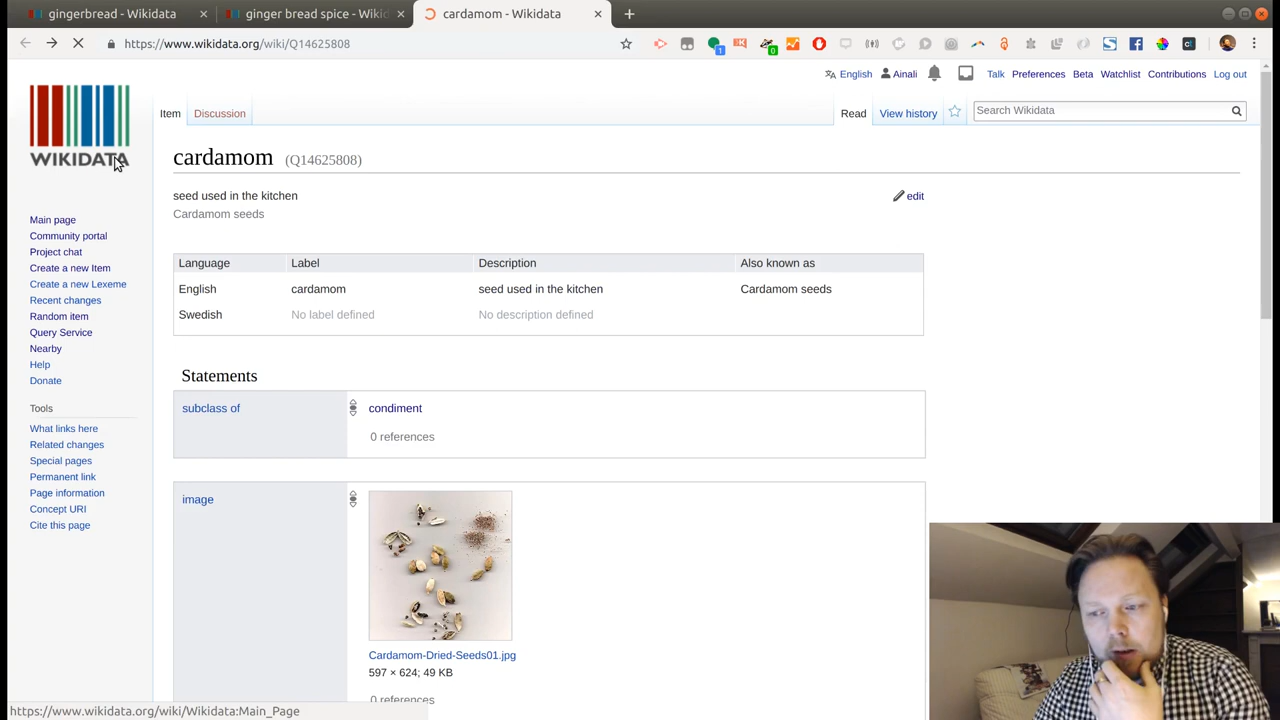 gingerbread - Wikidata
ginger bread spice - Wikid
cardamom - Wikidata
https://www.wikidata.org/wiki/Q14625808
1
0
English
Ainali
Talk
Preferences
Beta
Watchlist
Contributions
Log out
WIKIDATA
Item
Discussion
Read
View history
Search Wikidata
cardamom (Q14625808)
seed used in the kitchen
edit
Cardamom seeds
Main page
Community portal
Project chat
Create a new Item
Create a new Lexeme
Recent changes
Random item
Query Service
Nearby
Help
Donate
Tools
What links here
Related changes
Special pages
Permanent link
Page information
Concept URI
Cite this page
Language Label Description Also known as
English cardamom seed used in the kitchen Cardamom seeds
Swedish No label defined No description defined
Statements
subclass of
condiment
0 references
image
Cardamom-Dried-Seeds01.jpg
597 × 624; 49 KB
0 references
https://www.wikidata.org/wiki/Wikidata:Main_Page